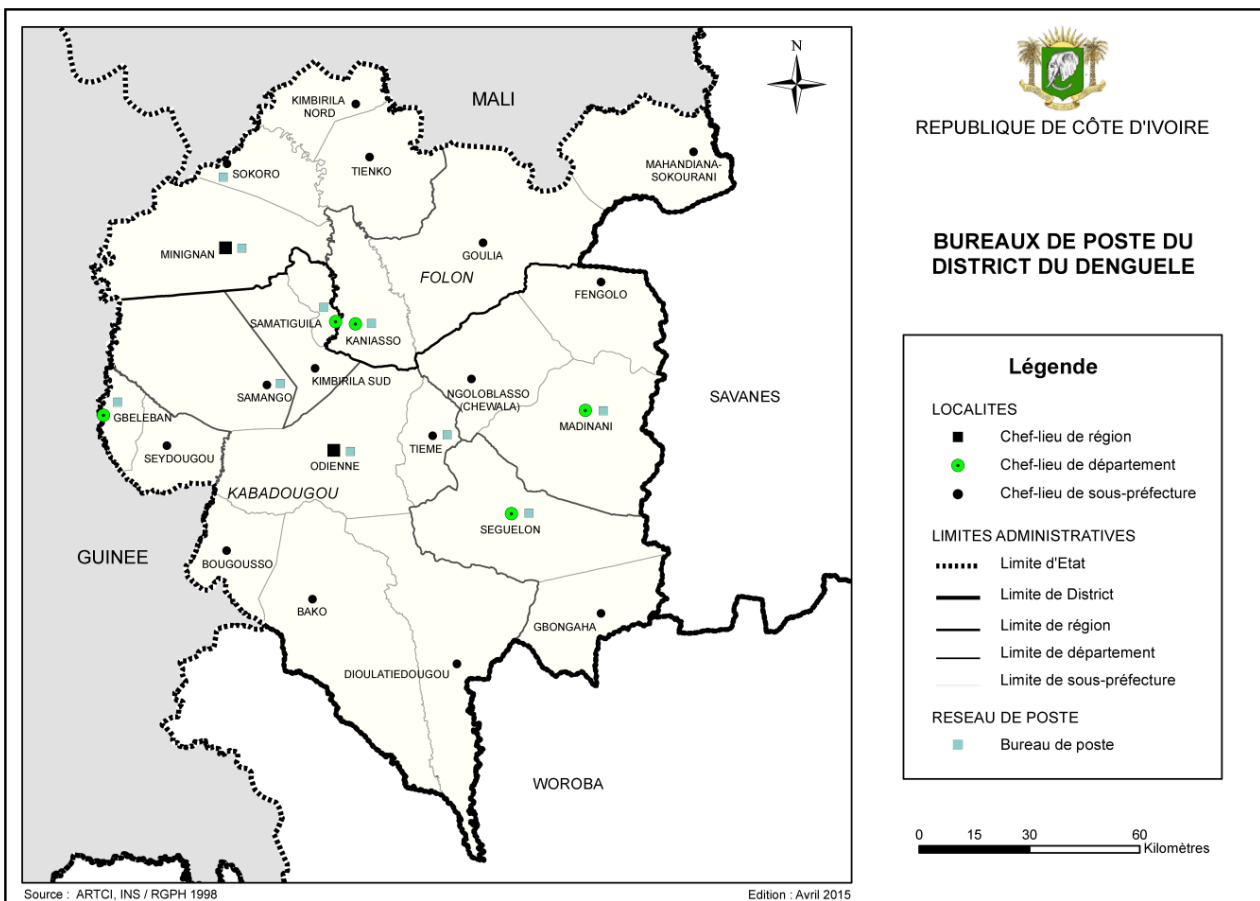 MALI
N
KIMBIRILA
NORD
TIENKO
MAHANDIANA-
SOKOURANI
SOKORO
MINIGNAN
GOULIA
FOLON
FENGOLO
SAMATIGUILA
KANIASSO
KIMBIRILA SUD
SAMANGO
NGOLOBLASSO
(CHEWALA)
SAVANES
GBELEBAN
MADINANI
SEYDOUGOU
TIEME
ODIENNE
KABADOUGOU
SEGUELON
GUINEE
BOUGOUSSO
BAKO
GBONGAHA
DIOULATIEDOUGOU
WOROBA
Source : ARTCI, INS / RGPH 1998
Edition : Avril 2015
REPUBLIQUE DE CÔTE D'IVOIRE
BUREAUX DE POSTE DU
DISTRICT DU DENGUELE
Légende
LOCALITES
Chef-lieu de région
Chef-lieu de département
Chef-lieu de sous-préfecture
LIMITES ADMINISTRATIVES
Limite d'Etat
Limite de District
Limite de région
Limite de département
Limite de sous-préfecture
RESEAU DE POSTE
Bureau de poste
0 15 30 60
Kilomètres